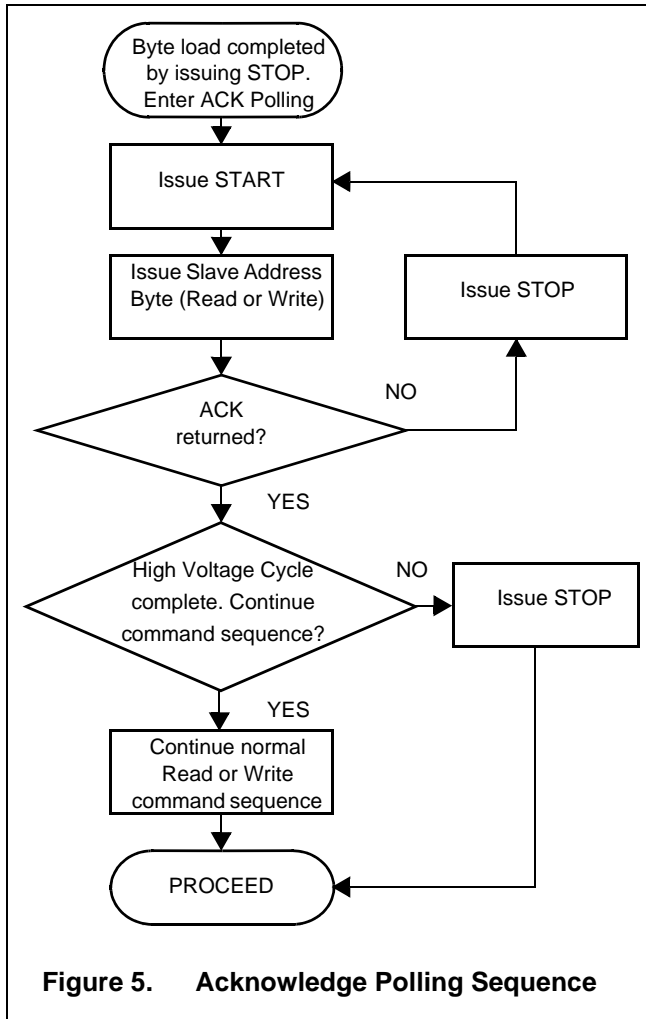 Byte load completed
by issuing STOP.
Enter ACK Polling
Issue START
Issue Slave Address
Byte (Read or Write)
Issue STOP
ACK
returned?
NO
YES
High Voltage Cycle
complete. Continue
command sequence?
NO
Issue STOP
YES
Continue normal
Read or Write
command sequence
PROCEED
Figure 5. Acknowledge Polling Sequence